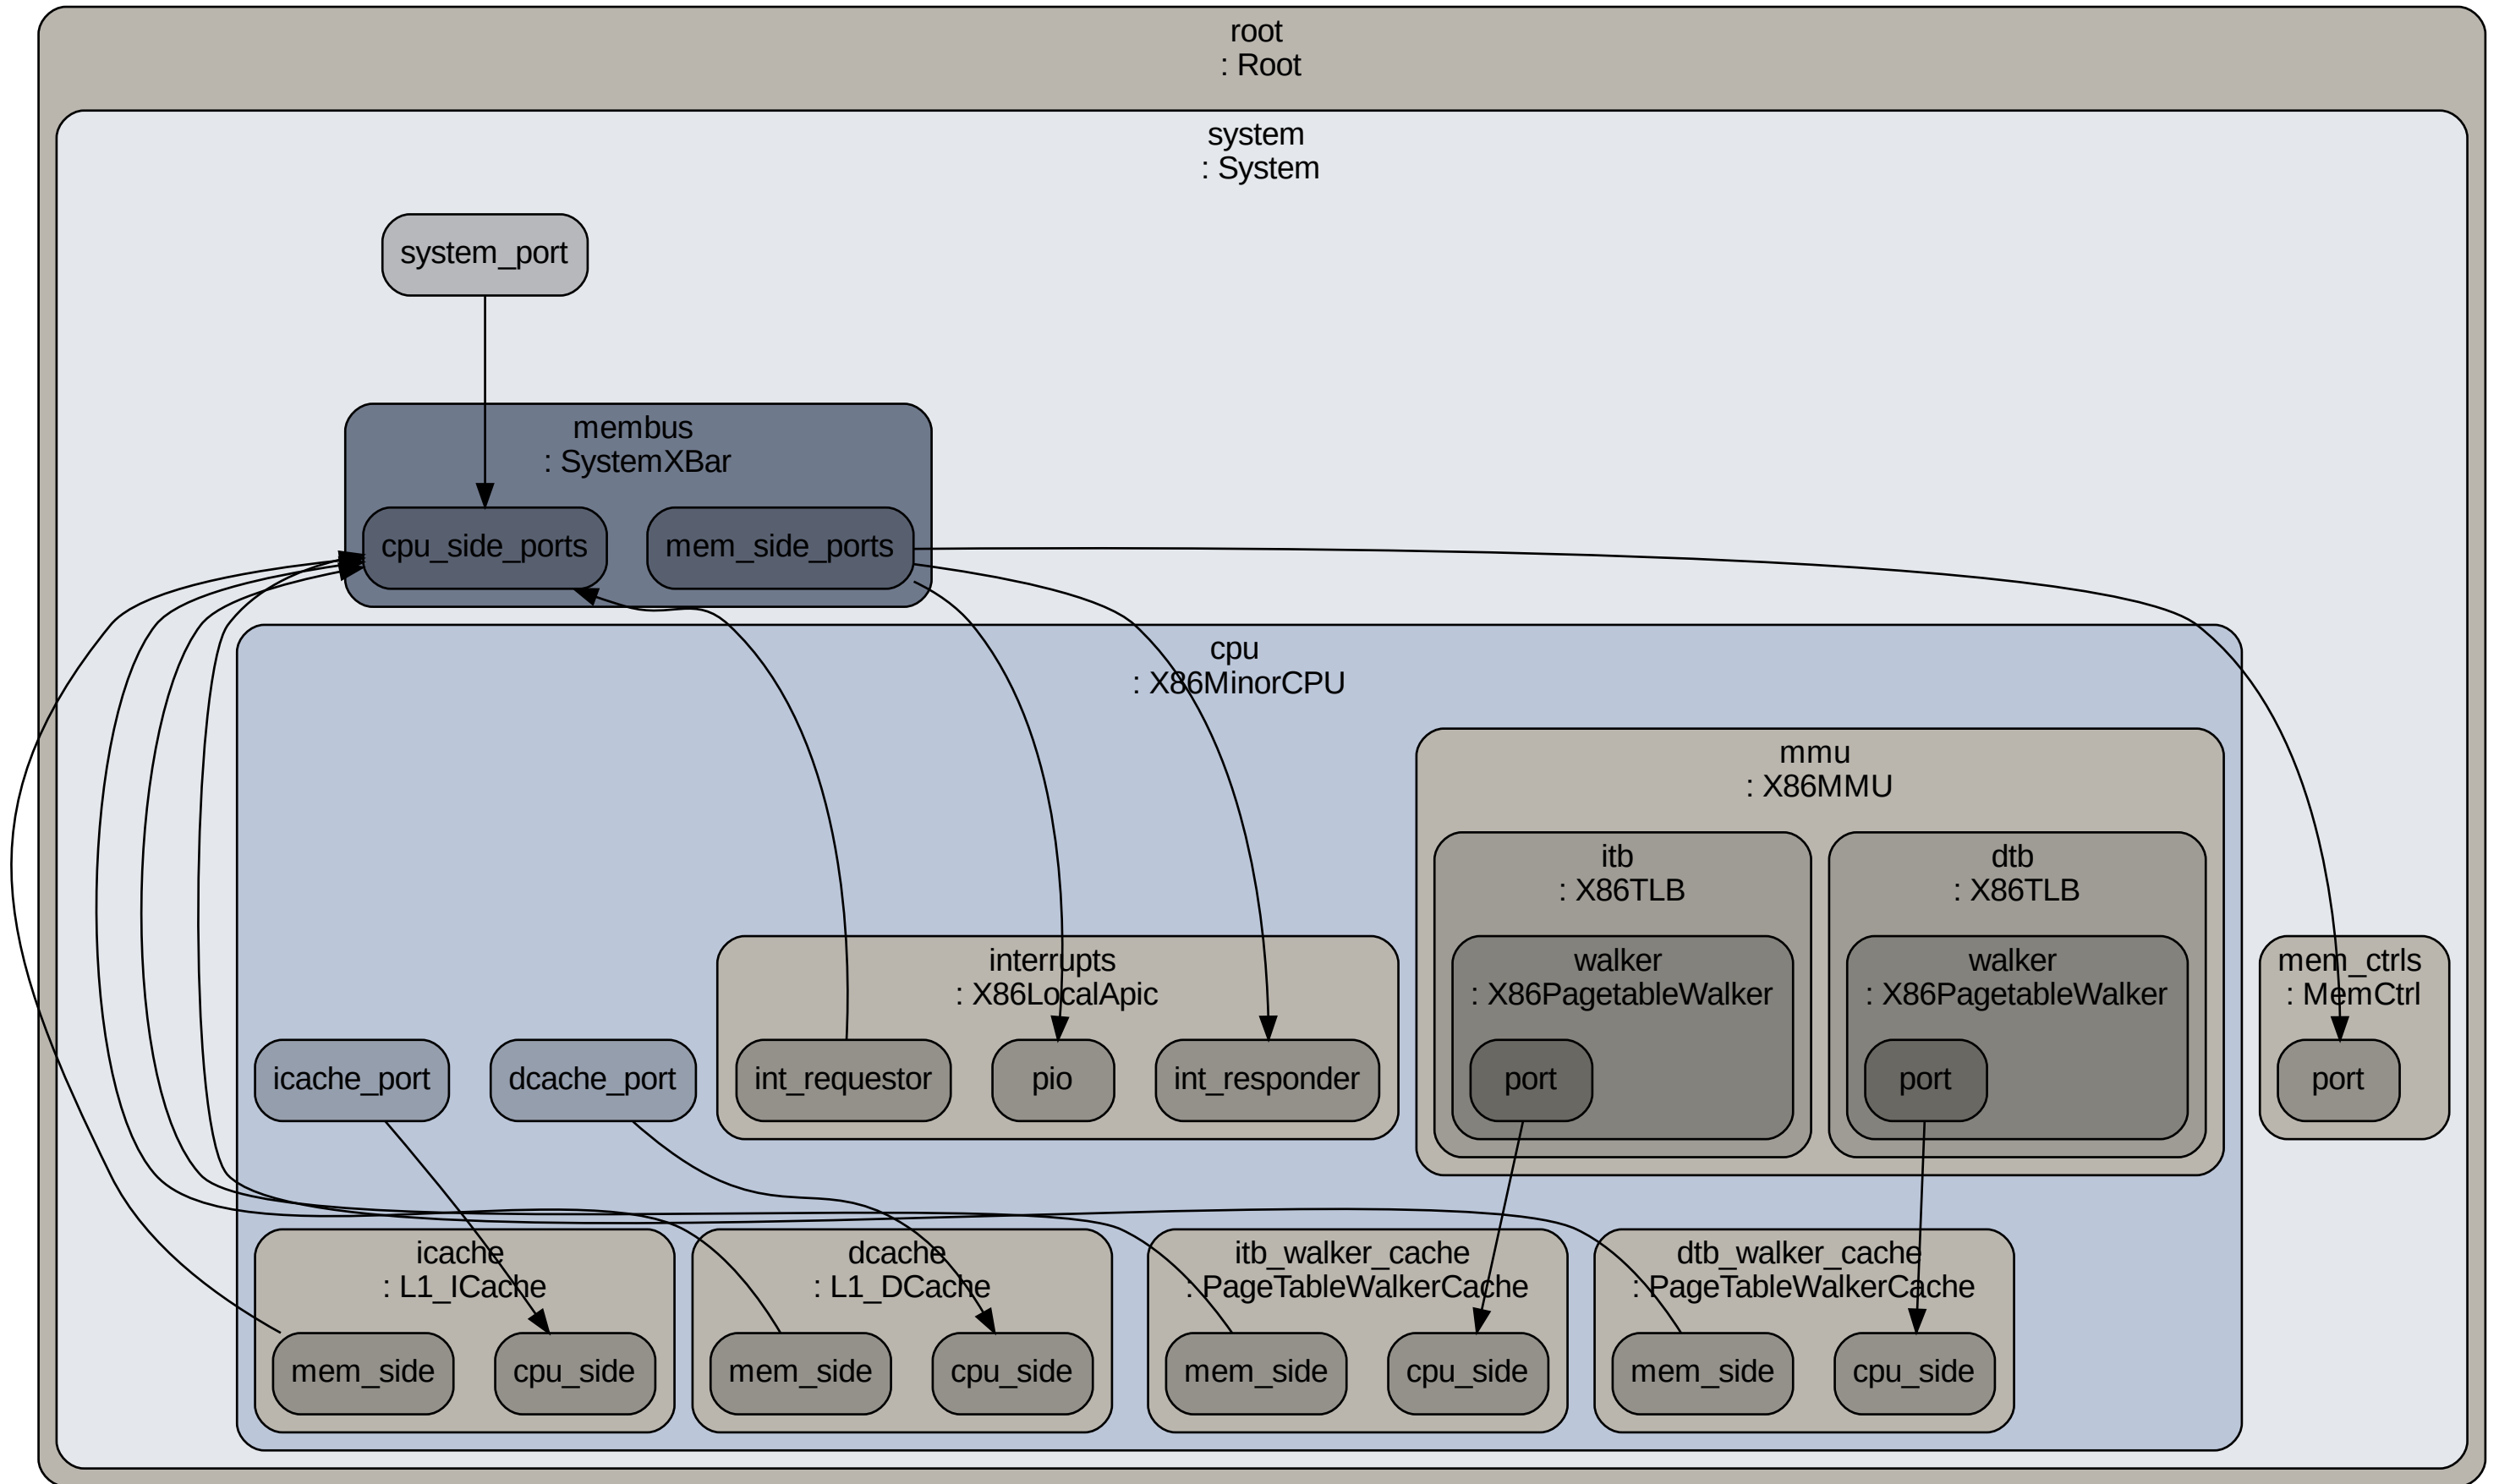 root
: Root
system
: System
system_port
membus
: SystemXBar
cpu_side_ports
mem_side_ports
cpu
: X86MinorCPU
mmu
: X86MMU
itb
: X86TLB
dtb
: X86TLB
interrupts
: X86LocalApic
walker
: X86PagetableWalker
walker
: X86PagetableWalker
mem_ctrls
: MemCtrl
icache_port
dcache_port
int_requestor
pio
int_responder
port
port
port
icache
: L1_ICache
dcache
: L1_DCache
itb_walker_cache
: PageTableWalkerCache
dtb_walker_cache
: PageTableWalkerCache
mem_side
cpu_side
mem_side
cpu_side
mem_side
cpu_side
mem_side
cpu_side